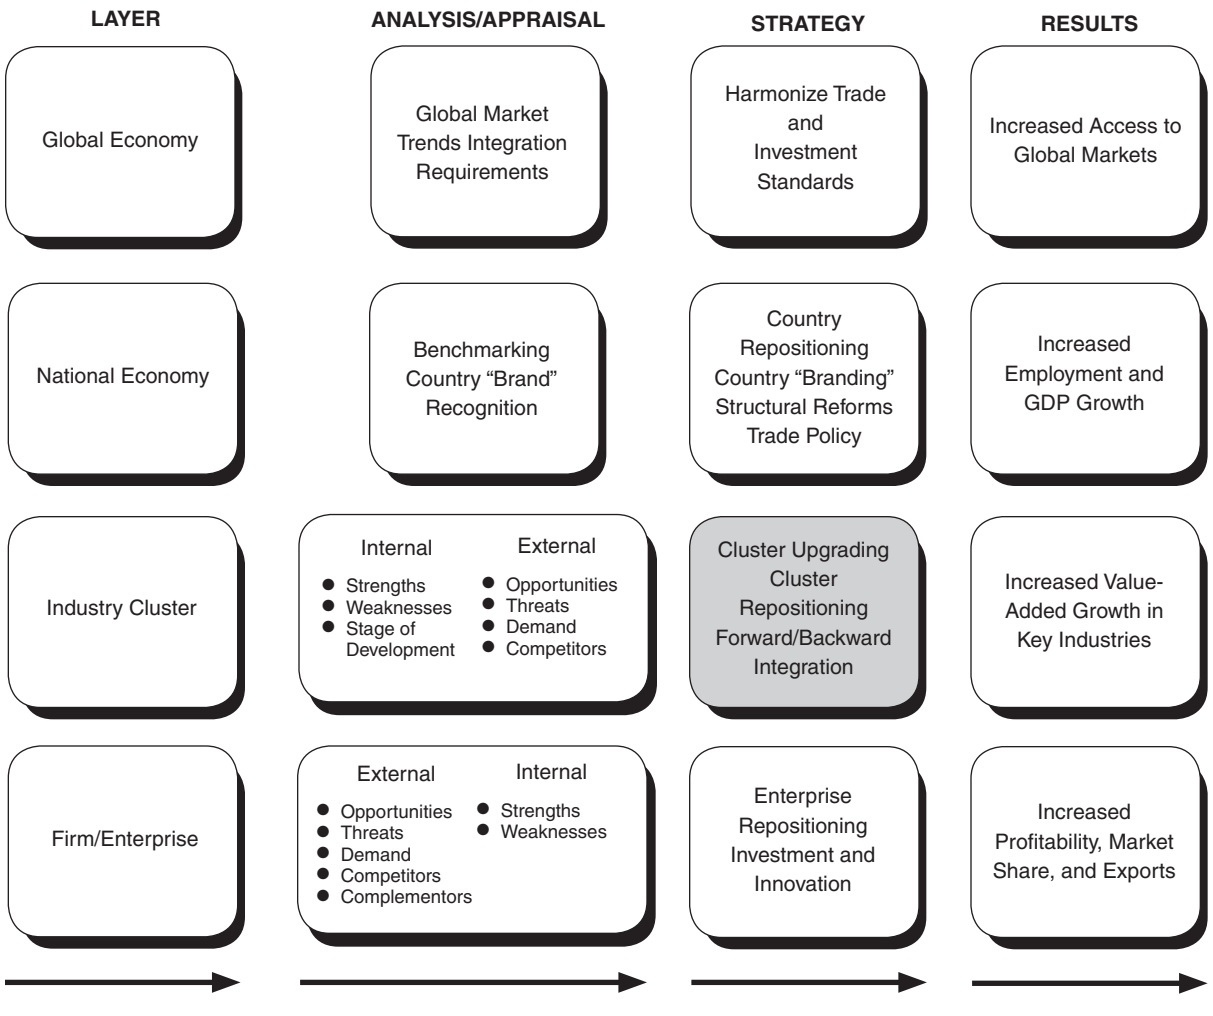 LAYER
ANALYSIS/APPRAISAL
STRATEGY
RESULTS
Global Economy
Global Market
Trends Integration
Requirements
Harmonize Trade
and
Investment
Standards
Increased Access to
Global Markets
National Economy
Benchmarking
Country “Brand”
Recognition
Country
Repositioning
Country “Branding”
Structural Reforms
Trade Policy
Increased
Employment and
GDP Growth
Industry Cluster
Internal
● Strengths
● Weaknesses
● Stage of
Development
External
● Opportunities
● Threats
● Demand
● Competitors
Cluster Upgrading
Cluster
Repositioning
Forward/Backward
Integration
Increased Value-
Added Growth in
Key Industries
Firm/Enterprise
External
● Opportunities
● Threats
● Demand
● Competitors
● Complementors
Internal
● Strengths
● Weaknesses
Enterprise
Repositioning
Investment and
Innovation
Increased
Profitability, Market
Share, and Exports